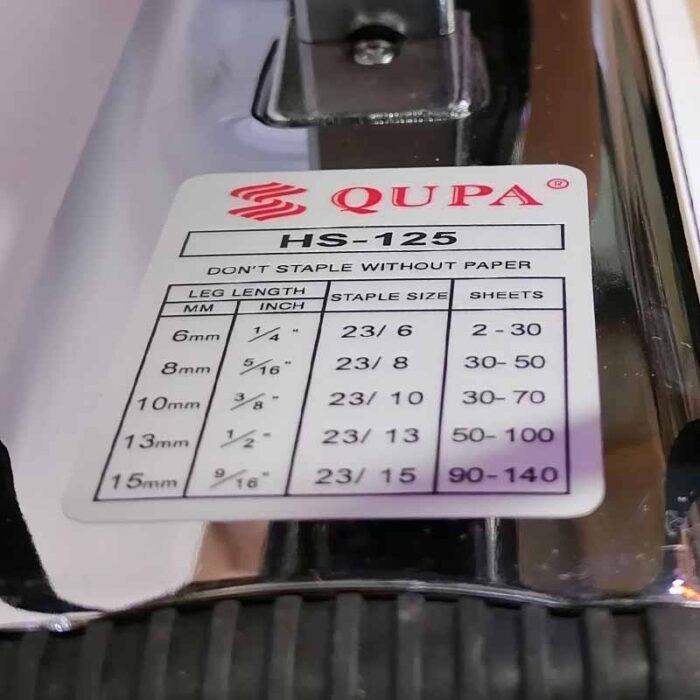 QUPA®
HS-125
DON'T STAPLE WITHOUT PAPER
LEG LENGTH STAPLE SIZE SHEETS
MM INCH
6mm 1/4" 23/ 6 2-30
8mm 5/16" 23/ 8 30-50
10mm 3/8" 23/ 10 30-70
13mm 1/2" 23/ 13 50-100
15mm 9/16" 23/ 15 90-140